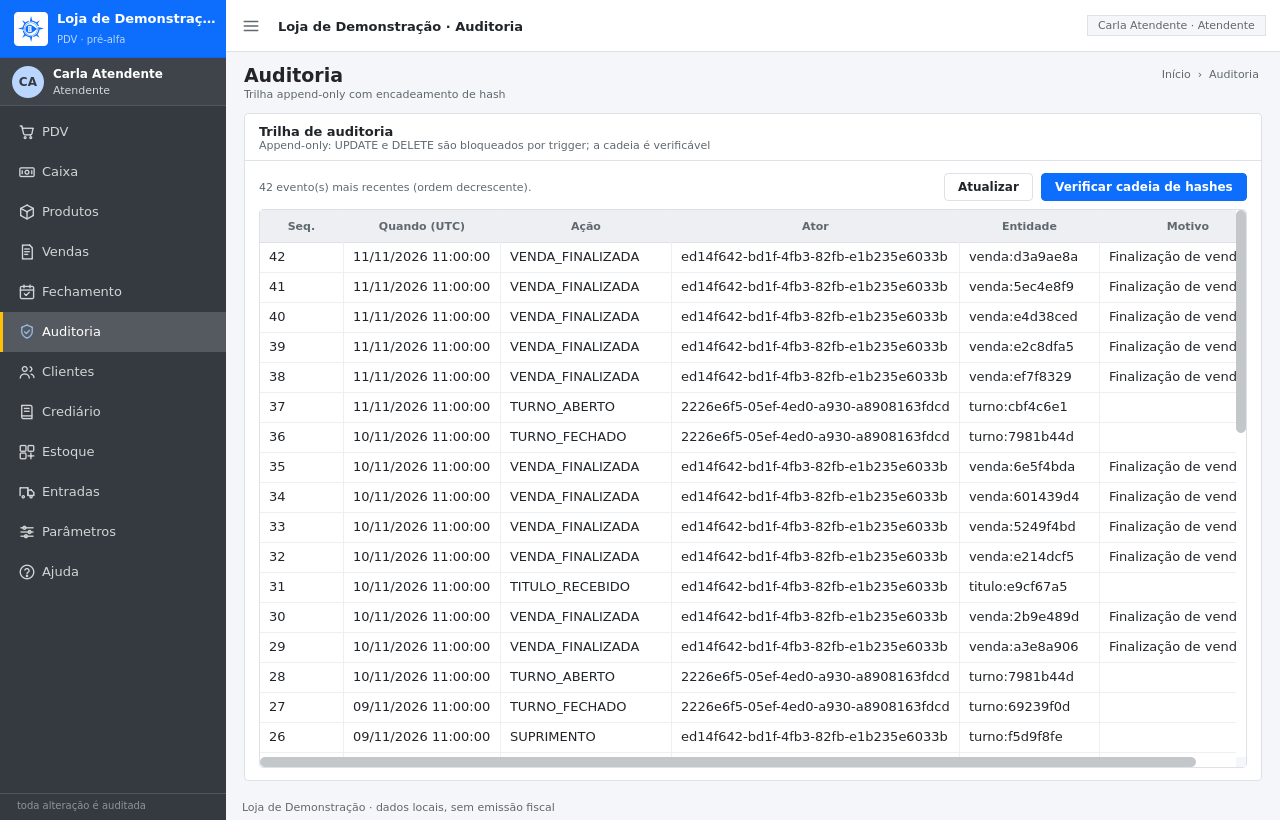 Loja de Demonstraç…
PDV · pré-alfa
CA
Carla Atendente
Atendente
PDV
Caixa
Produtos
Vendas
Fechamento
Auditoria
Clientes
Crediário
Estoque
Entradas
Parâmetros
Ajuda
toda alteração é auditada
Loja de Demonstração · Auditoria
Carla Atendente · Atendente
Auditoria
Trilha append-only com encadeamento de hash
Início › Auditoria
Trilha de auditoria
Append-only: UPDATE e DELETE são bloqueados por trigger; a cadeia é verificável
42 evento(s) mais recentes (ordem decrescente).
Atualizar
Verificar cadeia de hashes
Seq. Quando (UTC) Ação Ator Entidade Motivo
42 11/11/2026 11:00:00 VENDA_FINALIZADA ed14f642-bd1f-4fb3-82fb-e1b235e6033b venda:d3a9ae8a Finalização de vend
41 11/11/2026 11:00:00 VENDA_FINALIZADA ed14f642-bd1f-4fb3-82fb-e1b235e6033b venda:5ec4e8f9 Finalização de vend
40 11/11/2026 11:00:00 VENDA_FINALIZADA ed14f642-bd1f-4fb3-82fb-e1b235e6033b venda:e4d38ced Finalização de vend
39 11/11/2026 11:00:00 VENDA_FINALIZADA ed14f642-bd1f-4fb3-82fb-e1b235e6033b venda:e2c8dfa5 Finalização de vend
38 11/11/2026 11:00:00 VENDA_FINALIZADA ed14f642-bd1f-4fb3-82fb-e1b235e6033b venda:ef7f8329 Finalização de vend
37 11/11/2026 11:00:00 TURNO_ABERTO 2226e6f5-05ef-4ed0-a930-a8908163fdcd turno:cbf4c6e1
36 10/11/2026 11:00:00 TURNO_FECHADO 2226e6f5-05ef-4ed0-a930-a8908163fdcd turno:7981b44d
35 10/11/2026 11:00:00 VENDA_FINALIZADA ed14f642-bd1f-4fb3-82fb-e1b235e6033b venda:6e5f4bda Finalização de vend
34 10/11/2026 11:00:00 VENDA_FINALIZADA ed14f642-bd1f-4fb3-82fb-e1b235e6033b venda:601439d4 Finalização de vend
33 10/11/2026 11:00:00 VENDA_FINALIZADA ed14f642-bd1f-4fb3-82fb-e1b235e6033b venda:5249f4bd Finalização de vend
32 10/11/2026 11:00:00 VENDA_FINALIZADA ed14f642-bd1f-4fb3-82fb-e1b235e6033b venda:e214dcf5 Finalização de vend
31 10/11/2026 11:00:00 TITULO_RECEBIDO ed14f642-bd1f-4fb3-82fb-e1b235e6033b titulo:e9cf67a5
30 10/11/2026 11:00:00 VENDA_FINALIZADA ed14f642-bd1f-4fb3-82fb-e1b235e6033b venda:2b9e489d Finalização de vend
29 10/11/2026 11:00:00 VENDA_FINALIZADA ed14f642-bd1f-4fb3-82fb-e1b235e6033b venda:a3e8a906 Finalização de vend
28 10/11/2026 11:00:00 TURNO_ABERTO 2226e6f5-05ef-4ed0-a930-a8908163fdcd turno:7981b44d
27 09/11/2026 11:00:00 TURNO_FECHADO 2226e6f5-05ef-4ed0-a930-a8908163fdcd turno:69239f0d
26 09/11/2026 11:00:00 SUPRIMENTO ed14f642-bd1f-4fb3-82fb-e1b235e6033b turno:f5d9f8fe
Loja de Demonstração · dados locais, sem emissão fiscal